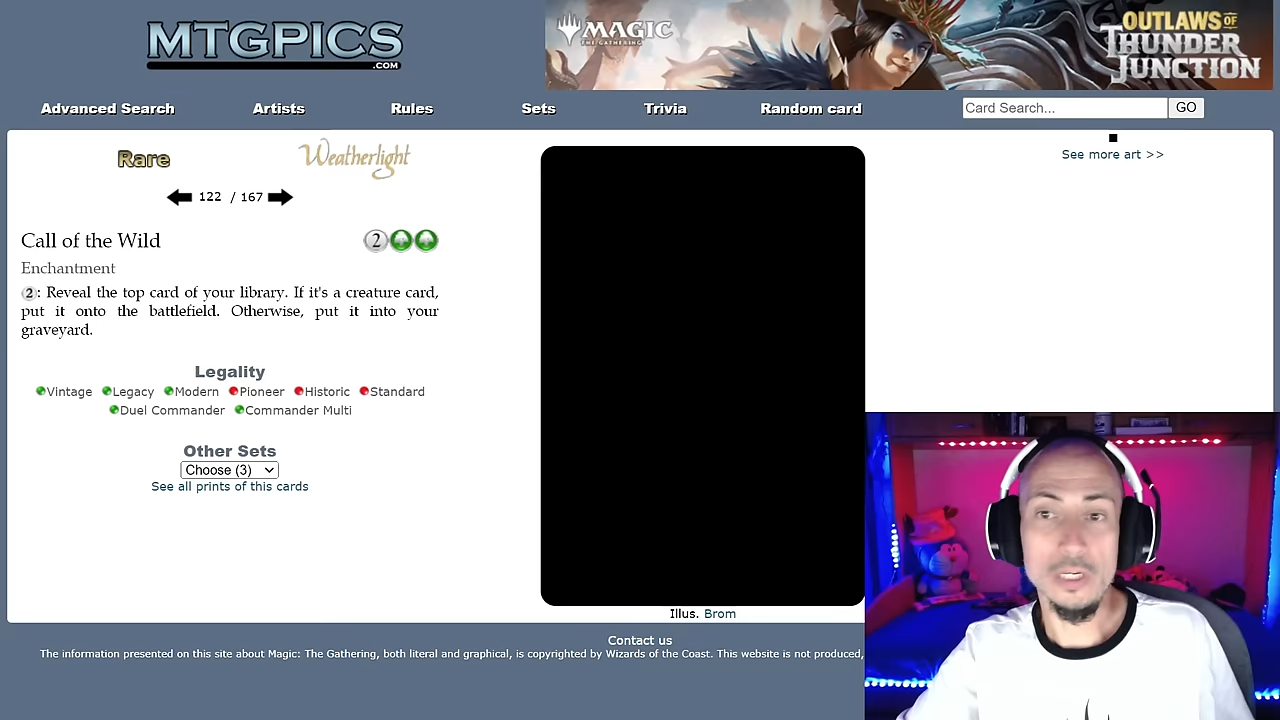 MTGPICS
.COM
MAGIC
THE GATHERING
OUTLAWS OF
THUNDER
JUNCTION
Advanced Search Artists Rules Sets Trivia Random card Card Search... GO
Rare Weatherlight
122 / 167
See more art >>
Call of the Wild 2
Enchantment
2: Reveal the top card of your library. If it's a creature card,
put it onto the battlefield. Otherwise, put it into your
graveyard.
Legality
Vintage Legacy Modern Pioneer Historic Standard
Duel Commander Commander Multi
Other Sets
Choose (3)
See all prints of this cards
Illus. Brom
Contact us
The information presented on this site about Magic: The Gathering, both literal and graphical, is copyrighted by Wizards of the Coast. This website is not produced,